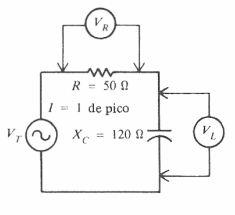 V_R
R = 50 Ω
I = 1 de pico
V_T
X_C = 120 Ω
V_L